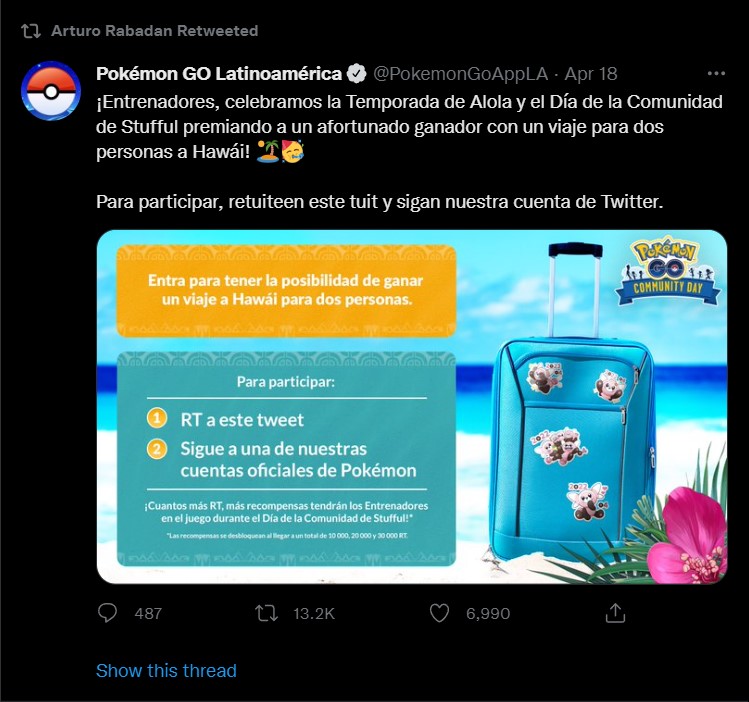 Arturo Rabadan Retweeted
Pokémon GO Latinoamérica @PokemonGoAppLA · Apr 18
¡Entrenadores, celebramos la Temporada de Alola y el Día de la Comunidad
de Stufful premiando a un afortunado ganador con un viaje para dos
personas a Hawái! 🏝️🥳
Para participar, retuiteen este tuit y sigan nuestra cuenta de Twitter.
Entra para tener la posibilidad de ganar
un viaje a Hawái para dos personas.
Para participar:
1 RT a este tweet
2 Sigue a una de nuestras
cuentas oficiales de Pokémon
¡Cuantos más RT, más recompensas tendrán los Entrenadores
en el juego durante el Día de la Comunidad de Stufful!*
*Las recompensas se desbloquean al llegar a un total de 10 000, 20 000 y 30 000 RT.
POKÉMON
GO
COMMUNITY DAY
2022
2022
2022
487 13.2K 6,990
Show this thread